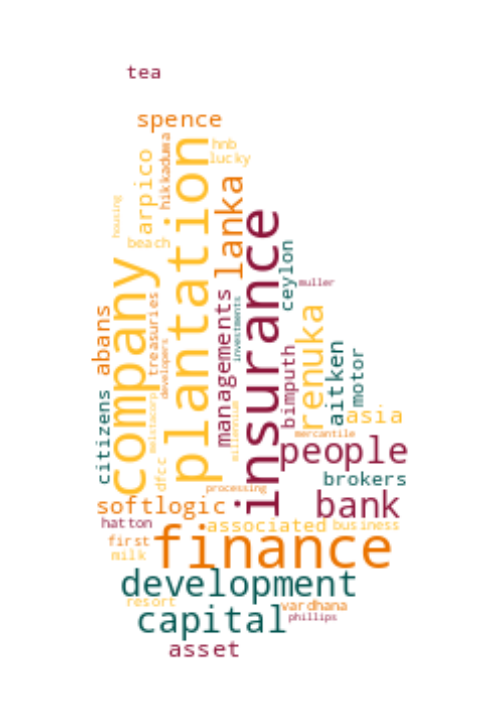 tea
spence
hnb
lucky
hikkaduwa
arpico
housing
beach
plantation
lanka
insurance
ceylon
muller
company
treasuries
developers
managements
investments
abans
renuka
aitken
motor
bimputh
asia
citizens
melstacorp
dfcc
millennium
mercantile
people
brokers
processing
bank
softlogic
hatton
associated
business
first
milk
finance
development
resort
vardhana
capital
phillips
asset